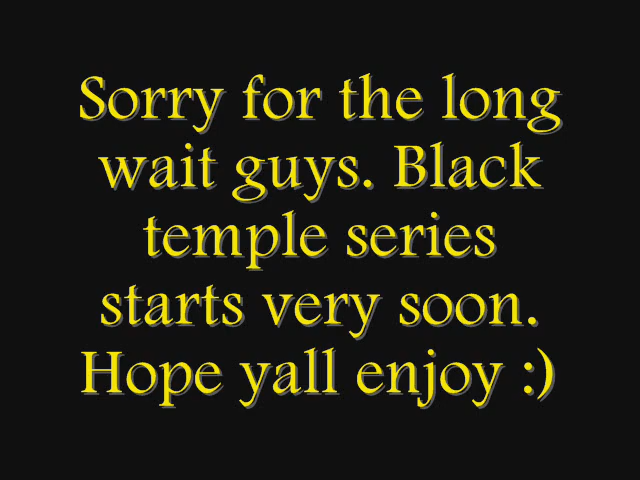 Sorry for the long
wait guys. Black
temple series
starts very soon.
Hope yall enjoy :)